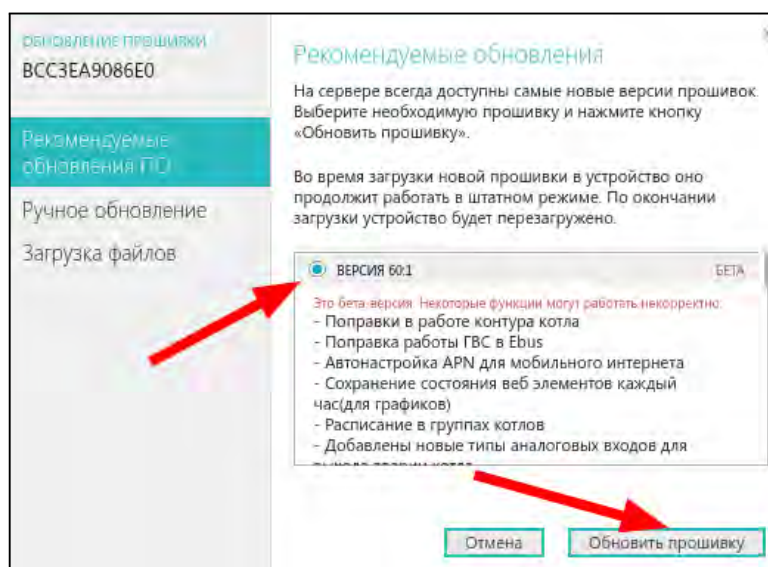 ОБНОВЛЕНИЕ ПРОШИВКИ
BCC3EA9086E0
Рекомендуемые
обновления ПО
Ручное обновление
Загрузка файлов
Рекомендуемые обновления
На сервере всегда доступны самые новые версии прошивок.
Выберите необходимую прошивку и нажмите кнопку
«Обновить прошивку».
Во время загрузки новой прошивки в устройство оно
продолжит работать в штатном режиме. По окончании
загрузки устройство будет перезагружено.
ВЕРСИЯ 60:1 БЕТА
Это бета-версия. Некоторые функции могут работать некорректно.
- Поправки в работе контура котла
- Поправка работы ГВС в Ebus
- Автонастройка APN для мобильного интернета
- Сохранение состояния веб элементов каждый
час(для графиков)
- Расписание в группах котлов
- Добавлены новые типы аналоговых входов для
Отмена Обновить прошивку